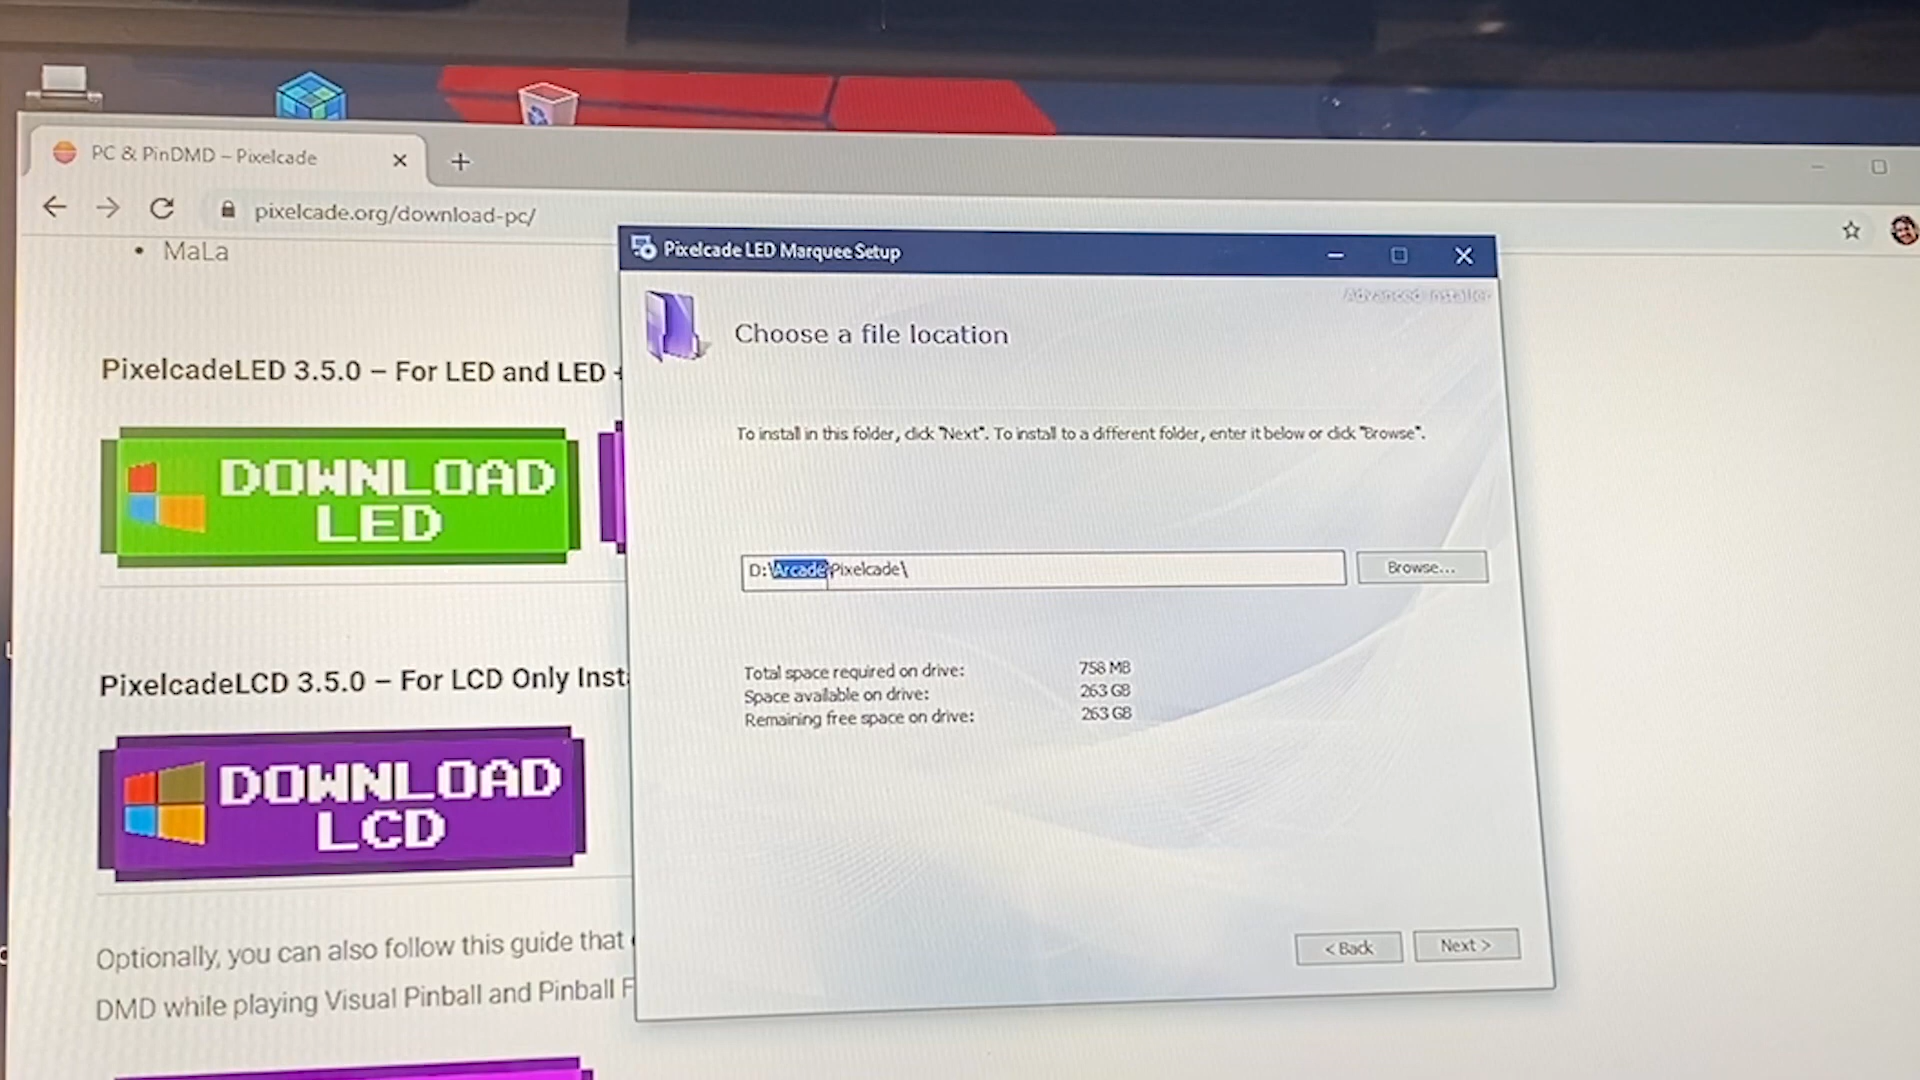 PC & PinDMD – Pixelcade
pixelcade.org/download-pc/
MaLa
PixelcadeLED 3.5.0 – For LED and LED +
DOWNLOAD
LED
PixelcadeLCD 3.5.0 – For LCD Only
DOWNLOAD
LCD
Optionally, you can also follow this guide that
DMD while playing Visual Pinball and Pinball
Pixelcade LED Marquee Setup
Advanced Installer
Choose a file location
To install in this folder, click "Next". To install to a different folder, enter it below or click "Browse".
D:\Arcade\Pixelcade\
Browse...
Total space required on drive: 758 MB
Space available on drive: 263 GB
Remaining free space on drive: 263 GB
< Back
Next >